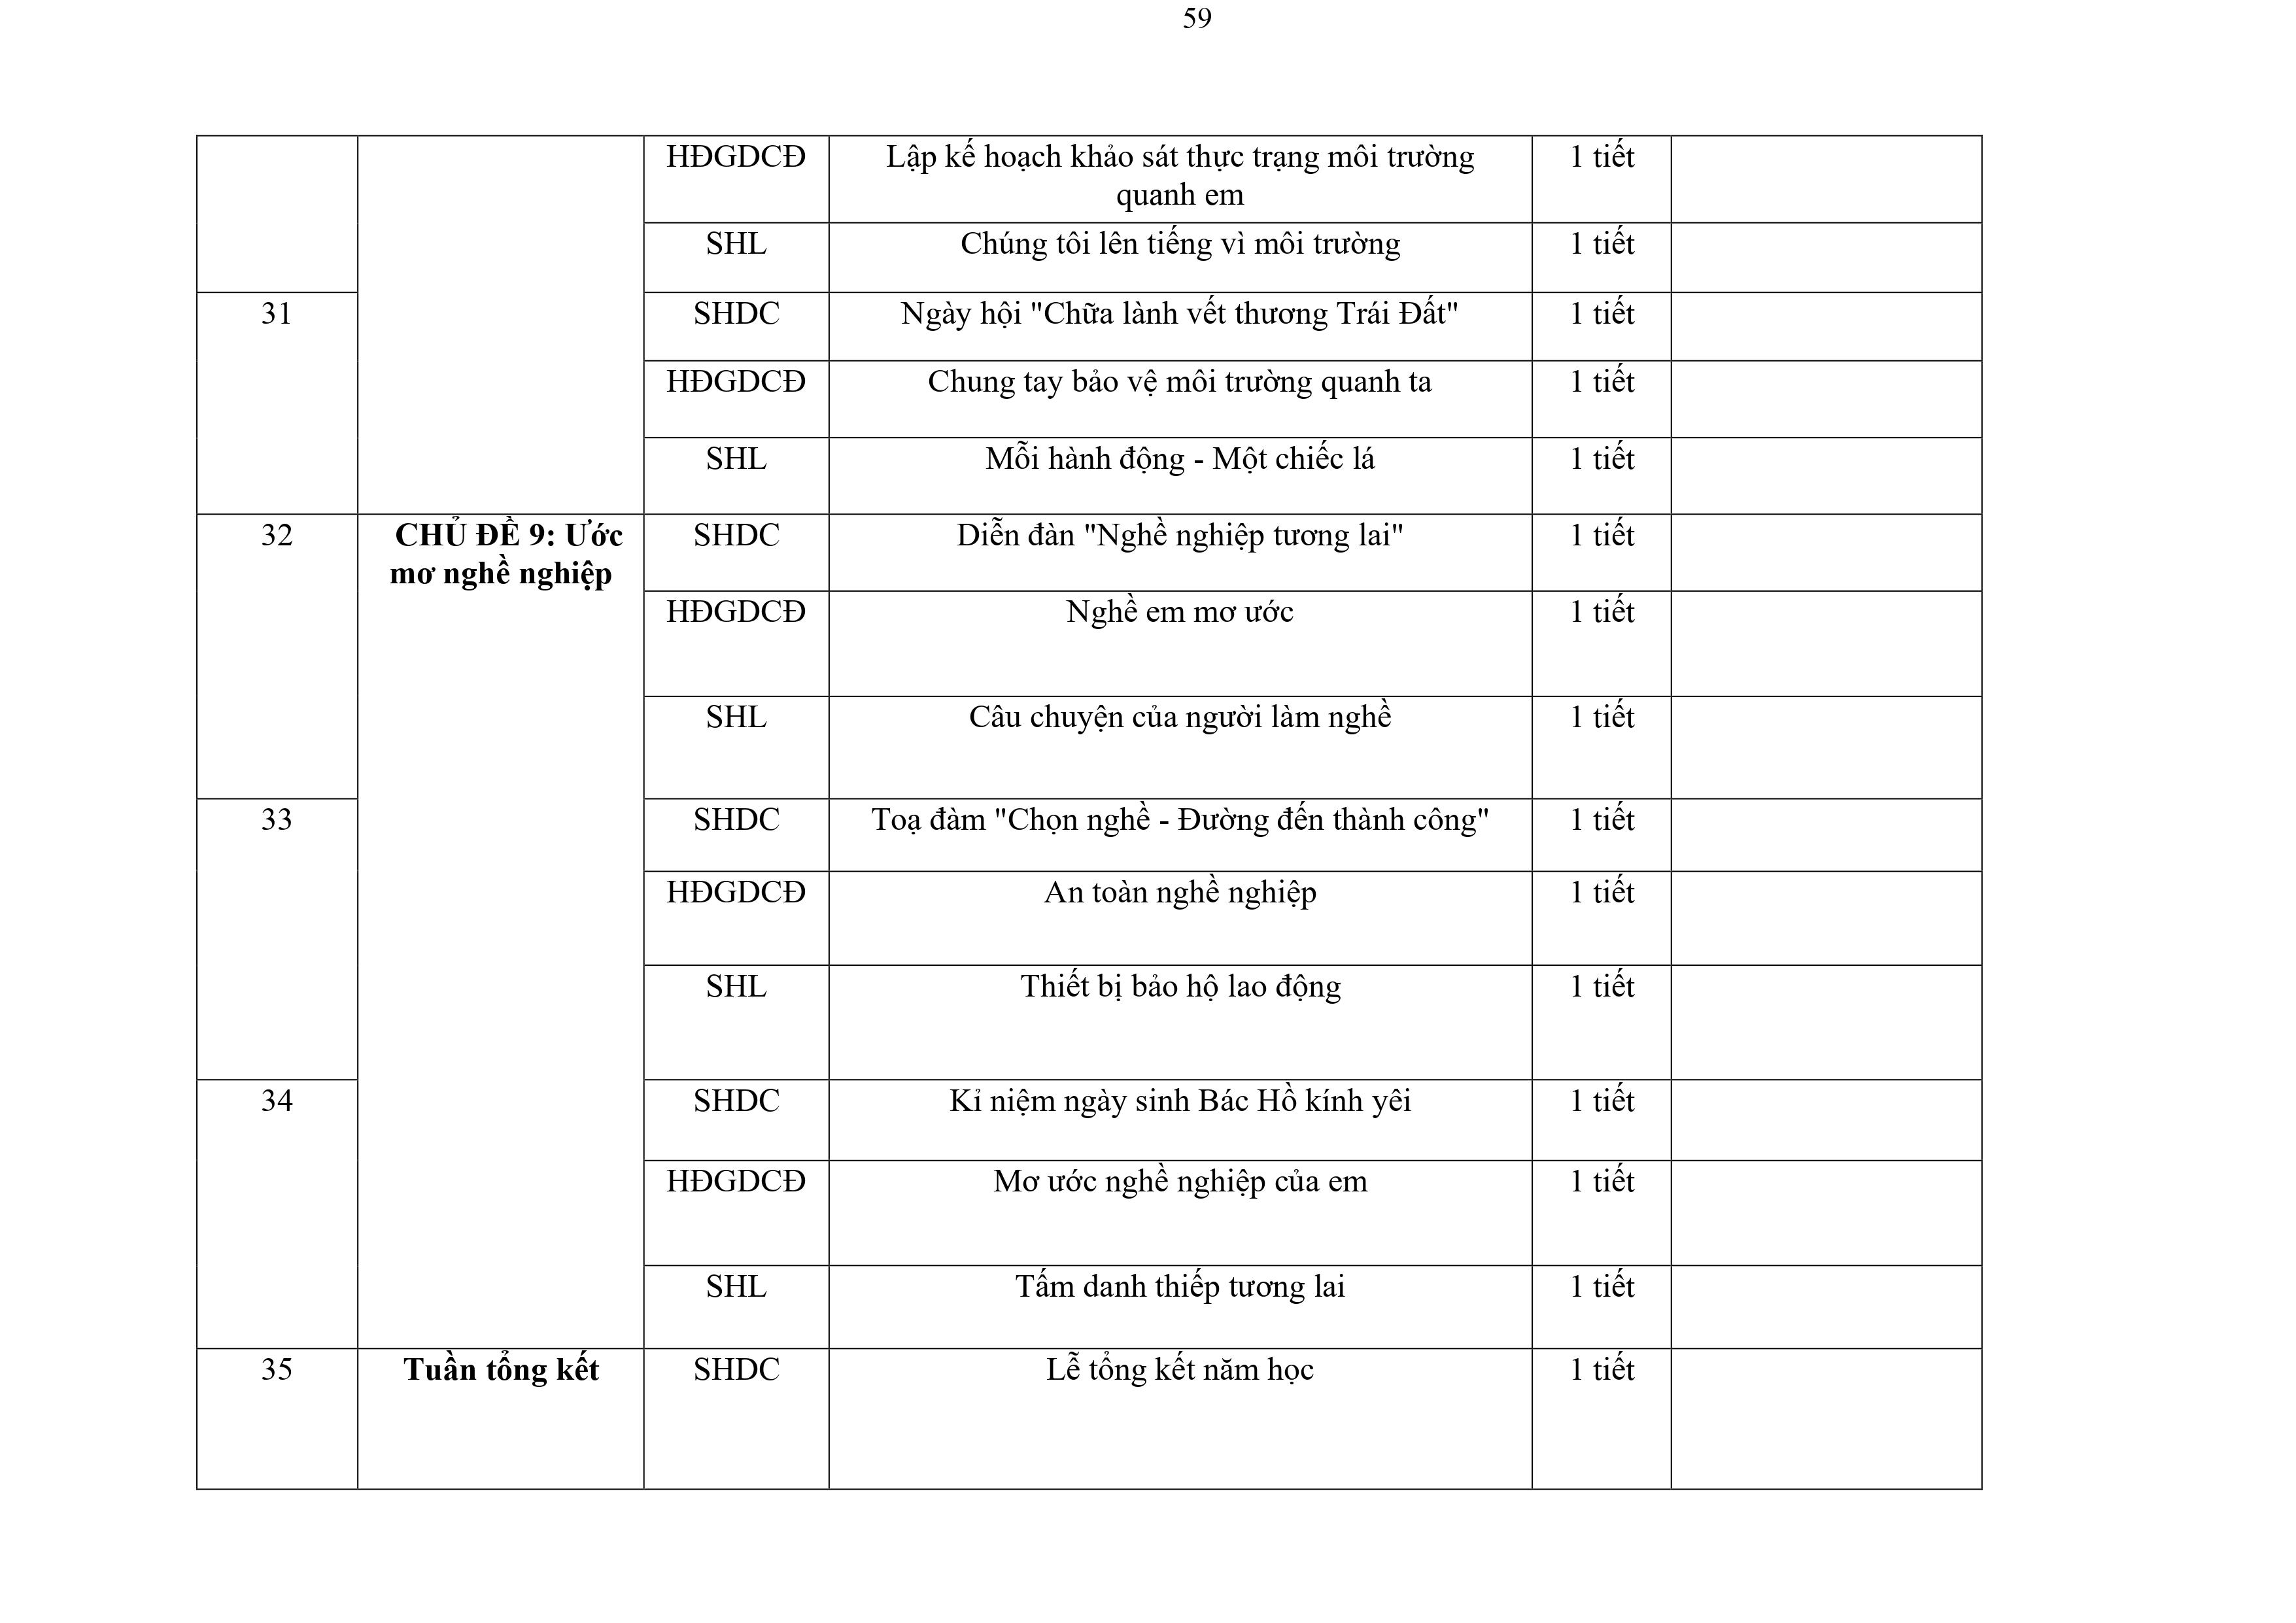 59
HĐGDCĐ Lập kế hoạch khảo sát thực trạng môi trường 1 tiết
quanh em
SHL Chúng tôi lên tiếng vì môi trường 1 tiết
31 SHDC Ngày hội "Chữa lành vết thương Trái Đất" 1 tiết
HĐGDCĐ Chung tay bảo vệ môi trường quanh ta 1 tiết
SHL Mỗi hành động - Một chiếc lá 1 tiết
32 CHỦ ĐỀ 9: Ước SHDC Diễn đàn "Nghề nghiệp tương lai" 1 tiết
mơ nghề nghiệp
HĐGDCĐ Nghề em mơ ước 1 tiết
SHL Câu chuyện của người làm nghề 1 tiết
33 SHDC Toạ đàm "Chọn nghề - Đường đến thành công" 1 tiết
HĐGDCĐ An toàn nghề nghiệp 1 tiết
SHL Thiết bị bảo hộ lao động 1 tiết
34 SHDC Kỉ niệm ngày sinh Bác Hồ kính yêi 1 tiết
HĐGDCĐ Mơ ước nghề nghiệp của em 1 tiết
SHL Tấm danh thiếp tương lai 1 tiết
35 Tuần tổng kết SHDC Lễ tổng kết năm học 1 tiết